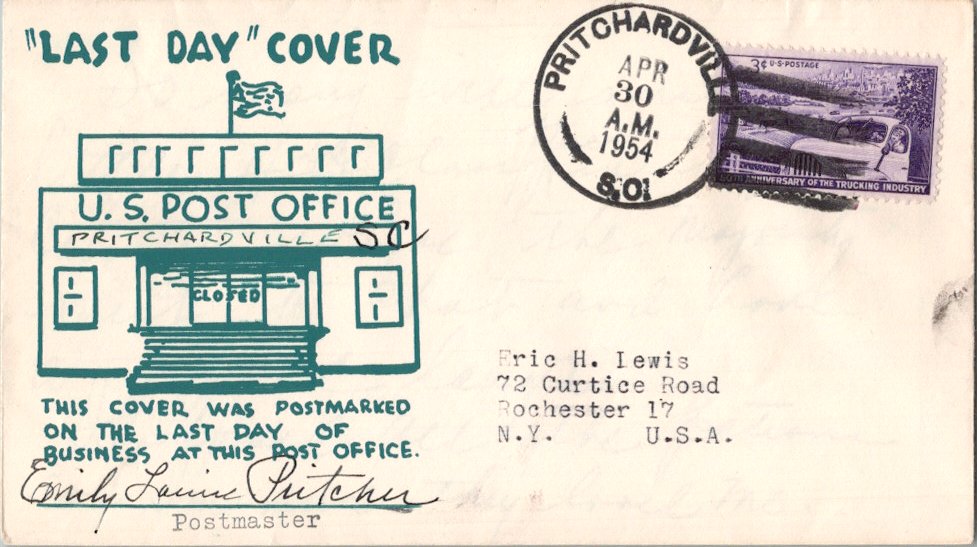 "LAST DAY" COVER
U.S. POST OFFICE
PRITCHARDVILLE SC
CLOSED
THIS COVER WAS POSTMARKED
ON THE LAST DAY OF
BUSINESS AT THIS POST OFFICE.
Emily Louise Pritcher
Postmaster
PRITCHARDVILLE
APR
30
A.M.
1954
S.C.
3¢ U.S. POSTAGE
ANNIVERSARY OF THE TRUCKING INDUSTRY
Eric H. Lewis
72 Curtice Road
Rochester 17
N.Y. U.S.A.